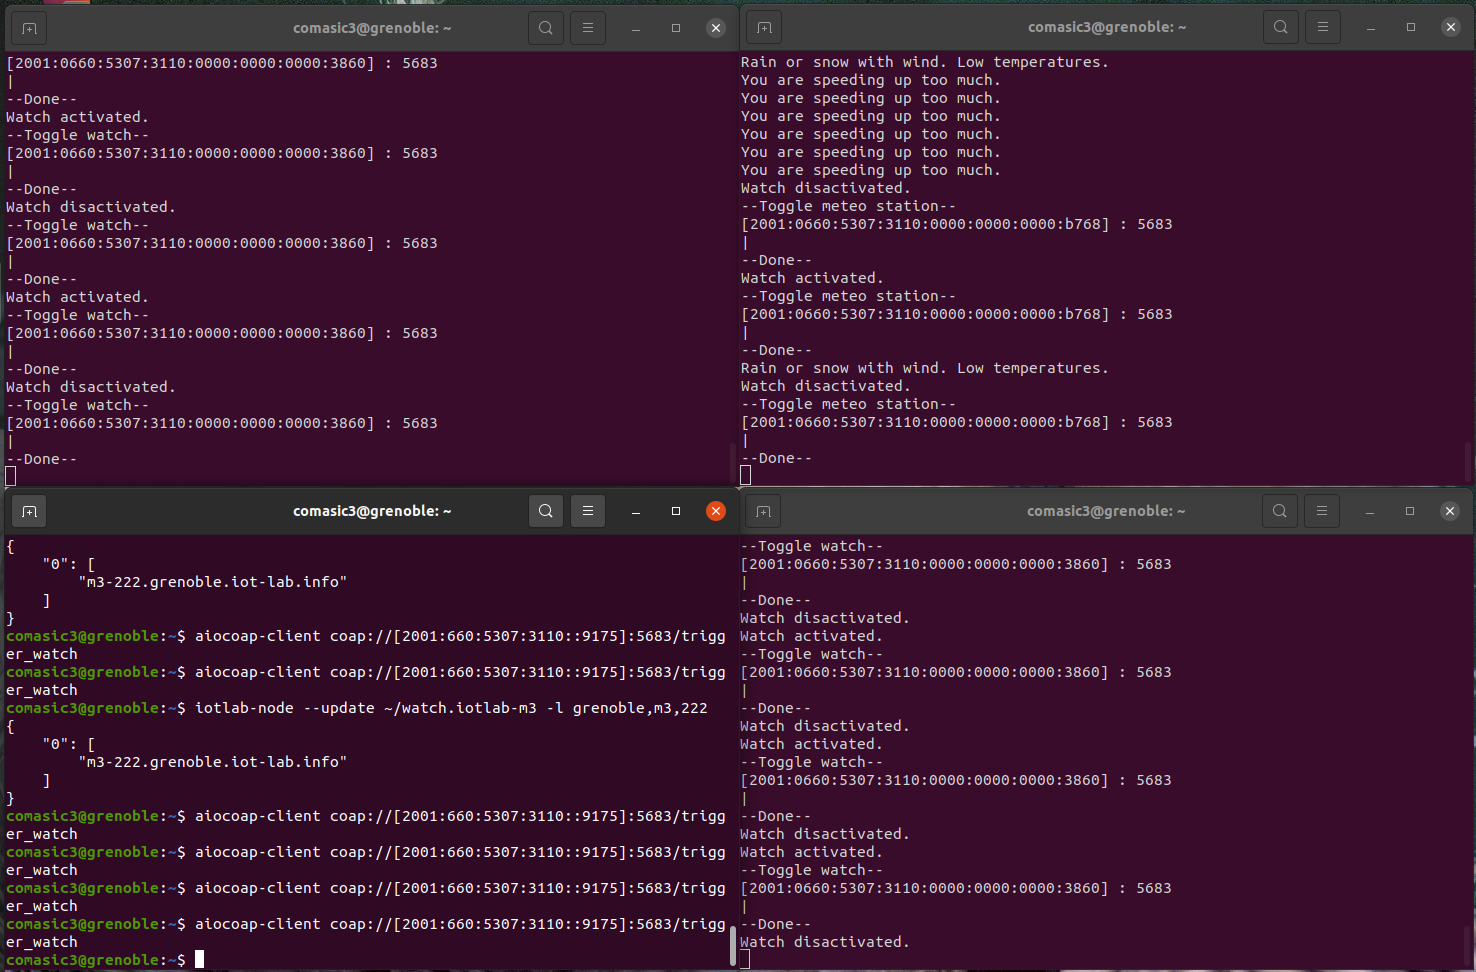 comasic3@grenoble: ~
[2001:0660:5307:3110:0000:0000:0000:3860] : 5683
|
--Done--
Watch activated.
--Toggle watch--
[2001:0660:5307:3110:0000:0000:0000:3860] : 5683
|
--Done--
Watch disactivated.
--Toggle watch--
[2001:0660:5307:3110:0000:0000:0000:3860] : 5683
|
--Done--
Watch activated.
--Toggle watch--
[2001:0660:5307:3110:0000:0000:0000:3860] : 5683
|
--Done--
Watch disactivated.
--Toggle watch--
[2001:0660:5307:3110:0000:0000:0000:3860] : 5683
|
--Done--
comasic3@grenoble: ~
Rain or snow with wind. Low temperatures.
You are speeding up too much.
You are speeding up too much.
You are speeding up too much.
You are speeding up too much.
You are speeding up too much.
You are speeding up too much.
Watch disactivated.
--Toggle meteo station--
[2001:0660:5307:3110:0000:0000:0000:b768] : 5683
|
--Done--
Watch activated.
--Toggle meteo station--
[2001:0660:5307:3110:0000:0000:0000:b768] : 5683
|
--Done--
Rain or snow with wind. Low temperatures.
Watch disactivated.
--Toggle meteo station--
[2001:0660:5307:3110:0000:0000:0000:b768] : 5683
|
--Done--
comasic3@grenoble: ~
{
    "0": [
        "m3-222.grenoble.iot-lab.info"
    ]
}
comasic3@grenoble:~$ aiocoap-client coap://[2001:660:5307:3110::9175]:5683/trigg
er_watch
comasic3@grenoble:~$ aiocoap-client coap://[2001:660:5307:3110::9175]:5683/trigg
er_watch
comasic3@grenoble:~$ iotlab-node --update ~/watch.iotlab-m3 -l grenoble,m3,222
{
    "0": [
        "m3-222.grenoble.iot-lab.info"
    ]
}
comasic3@grenoble:~$ aiocoap-client coap://[2001:660:5307:3110::9175]:5683/trigg
er_watch
comasic3@grenoble:~$ aiocoap-client coap://[2001:660:5307:3110::9175]:5683/trigg
er_watch
comasic3@grenoble:~$ aiocoap-client coap://[2001:660:5307:3110::9175]:5683/trigg
er_watch
comasic3@grenoble:~$ aiocoap-client coap://[2001:660:5307:3110::9175]:5683/trigg
er_watch
comasic3@grenoble:~$
comasic3@grenoble: ~
--Toggle watch--
[2001:0660:5307:3110:0000:0000:0000:3860] : 5683
|
--Done--
Watch disactivated.
Watch activated.
--Toggle watch--
[2001:0660:5307:3110:0000:0000:0000:3860] : 5683
|
--Done--
Watch disactivated.
Watch activated.
--Toggle watch--
[2001:0660:5307:3110:0000:0000:0000:3860] : 5683
|
--Done--
Watch disactivated.
Watch activated.
--Toggle watch--
[2001:0660:5307:3110:0000:0000:0000:3860] : 5683
|
--Done--
Watch disactivated.